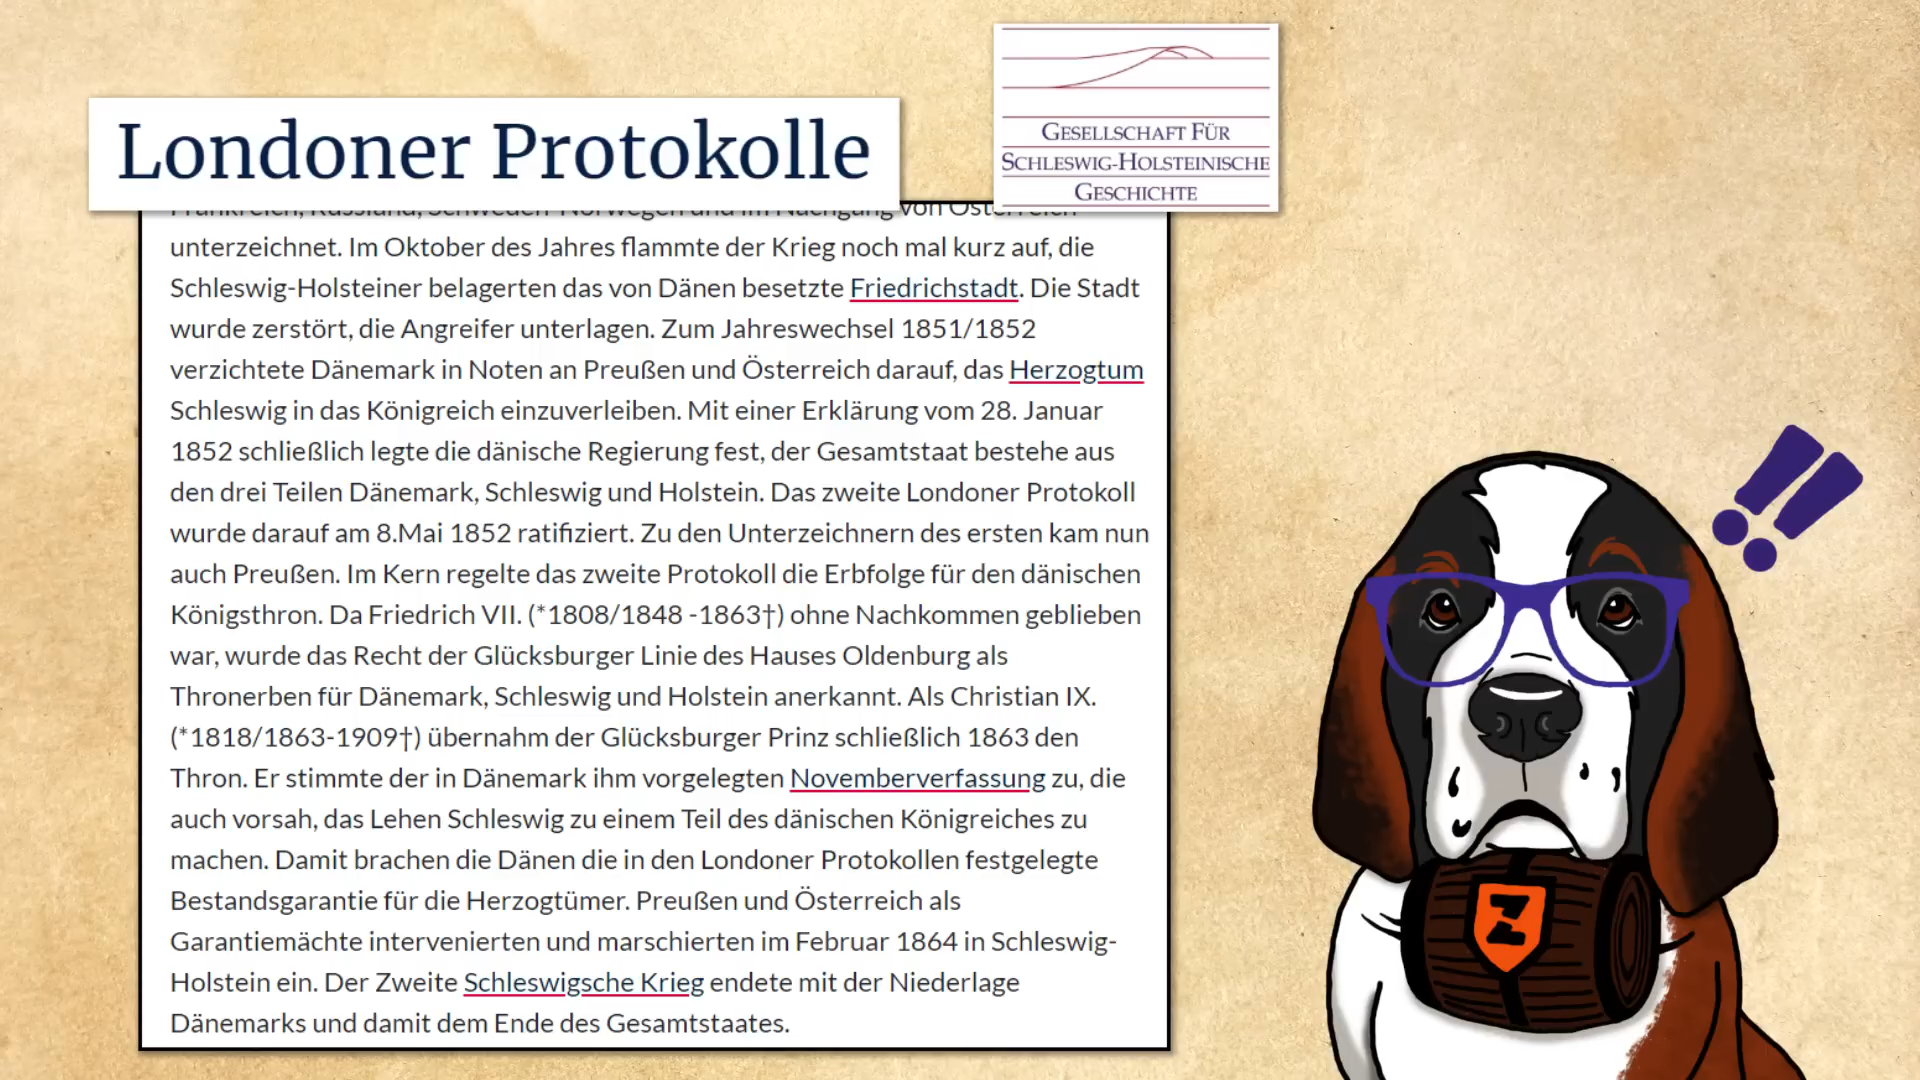 Londoner Protokolle
GESELLSCHAFT FÜR
SCHLESWIG-HOLSTEINISCHE
GESCHICHTE
Frankreich, Russland, Schweden-Norwegen und im Nachgang von Österreich
unterzeichnet. Im Oktober des Jahres flammte der Krieg noch mal kurz auf, die
Schleswig-Holsteiner belagerten das von Dänen besetzte Friedrichstadt. Die Stadt
wurde zerstört, die Angreifer unterlagen. Zum Jahreswechsel 1851/1852
verzichtete Dänemark in Noten an Preußen und Österreich darauf, das Herzogtum
Schleswig in das Königreich einzuverleiben. Mit einer Erklärung vom 28. Januar
1852 schließlich legte die dänische Regierung fest, der Gesamtstaat bestehe aus
den drei Teilen Dänemark, Schleswig und Holstein. Das zweite Londoner Protokoll
wurde darauf am 8.Mai 1852 ratifiziert. Zu den Unterzeichnern des ersten kam nun
auch Preußen. Im Kern regelte das zweite Protokoll die Erbfolge für den dänischen
Königsthron. Da Friedrich VII. (*1808/1848 -1863†) ohne Nachkommen geblieben
war, wurde das Recht der Glücksburger Linie des Hauses Oldenburg als
Thronerben für Dänemark, Schleswig und Holstein anerkannt. Als Christian IX.
(*1818/1863-1909†) übernahm der Glücksburger Prinz schließlich 1863 den
Thron. Er stimmte der in Dänemark ihm vorgelegten Novemberverfassung zu, die
auch vorsah, das Lehen Schleswig zu einem Teil des dänischen Königreiches zu
machen. Damit brachen die Dänen die in den Londoner Protokollen festgelegte
Bestandsgarantie für die Herzogtümer. Preußen und Österreich als
Garantiemächte intervenierten und marschierten im Februar 1864 in Schleswig-
Holstein ein. Der Zweite Schleswigsche Krieg endete mit der Niederlage
Dänemarks und damit dem Ende des Gesamtstaates.
!!
Z